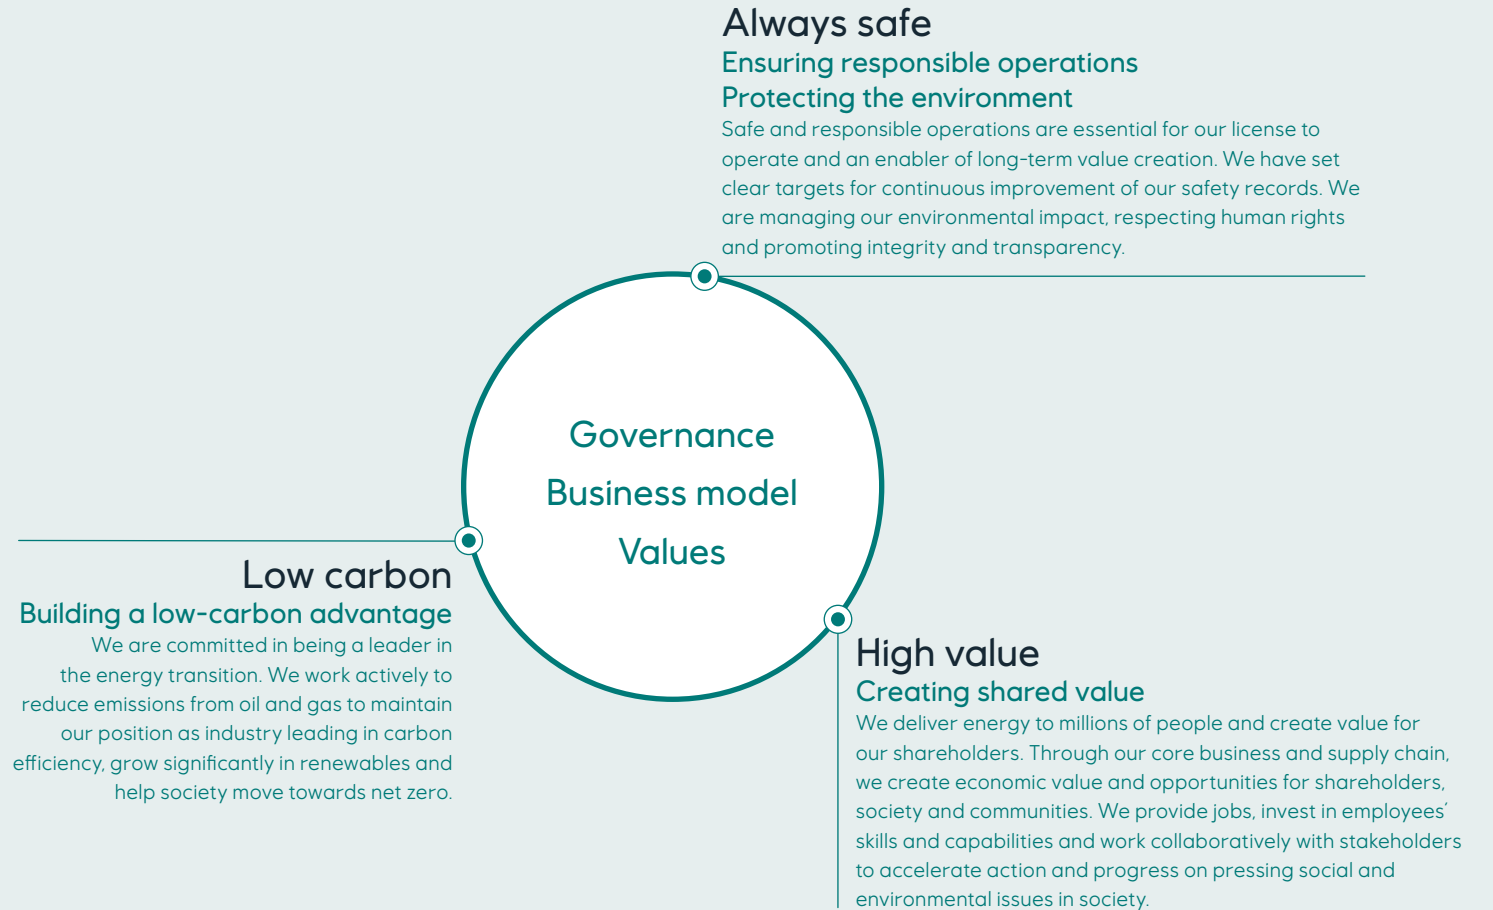 Always safe
Ensuring responsible operations
Protecting the environment
Safe and responsible operations are essential for our license to
operate and an enabler of long-term value creation. We have set
clear targets for continuous improvement of our safety records. We
are managing our environmental impact, respecting human rights
and promoting integrity and transparency.
Governance
Business model
Values
Low carbon
Building a low-carbon advantage
We are committed in being a leader in
the energy transition. We work actively to
reduce emissions from oil and gas to maintain
our position as industry leading in carbon
efficiency, grow significantly in renewables and
help society move towards net zero.
High value
Creating shared value
We deliver energy to millions of people and create value for
our shareholders. Through our core business and supply chain,
we create economic value and opportunities for shareholders,
society and communities. We provide jobs, invest in employees´
skills and capabilities and work collaboratively with stakeholders
to accelerate action and progress on pressing social and
environmental issues in society.